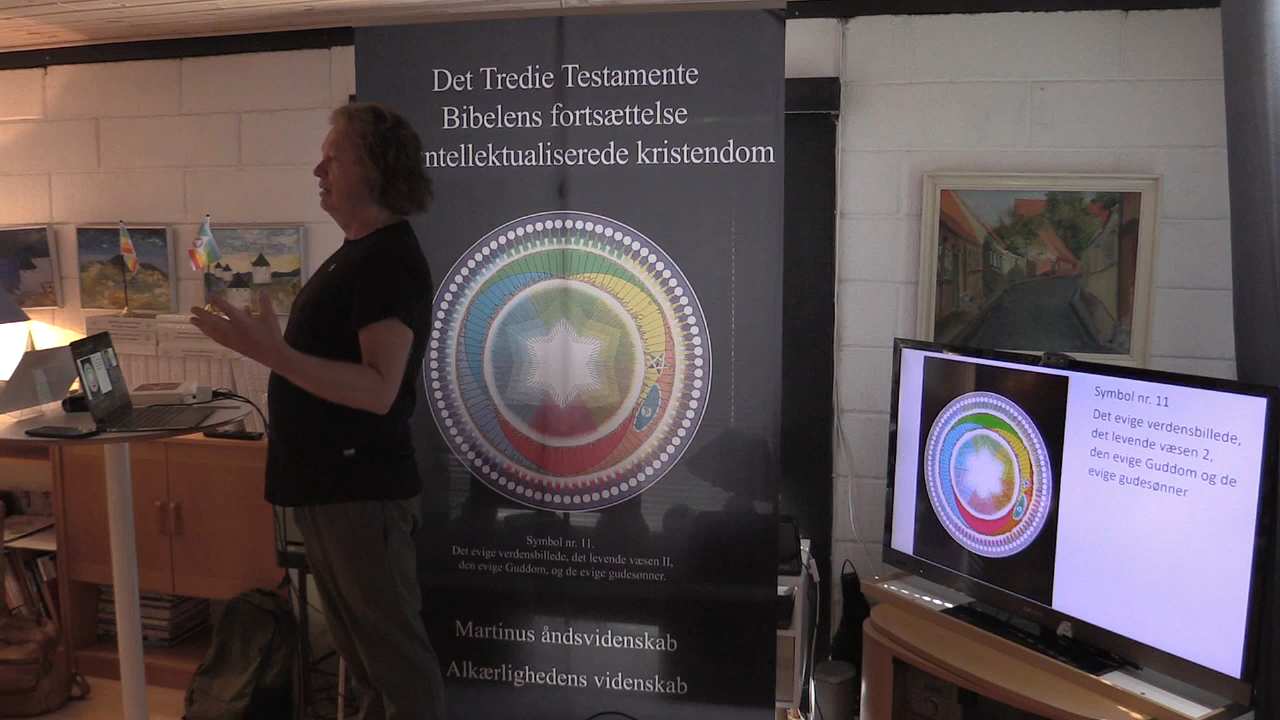 Det Tredie Testamente
Bibelens fortsættelse
ntellektualiserede kristendom
Symbol nr. 11.
Det evige verdensbillede, det levende væsen II,
den evige Guddom, og de evige gudesønner.
Martinus åndsvidenskab
Alkærlighedens videnskab
Symbol nr. 11
Det evige verdensbillede,
det levende væsen 2,
den evige Guddom og de
evige gudesønner